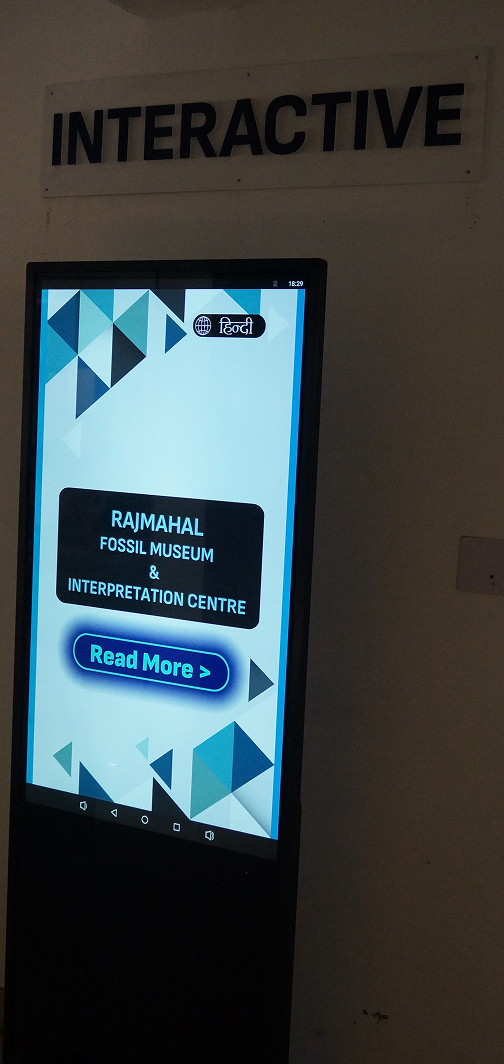 INTERACTIVE
18:29
हिन्दी
RAJMAHAL
FOSSIL MUSEUM
&
INTERPRETATION CENTRE
Read More >